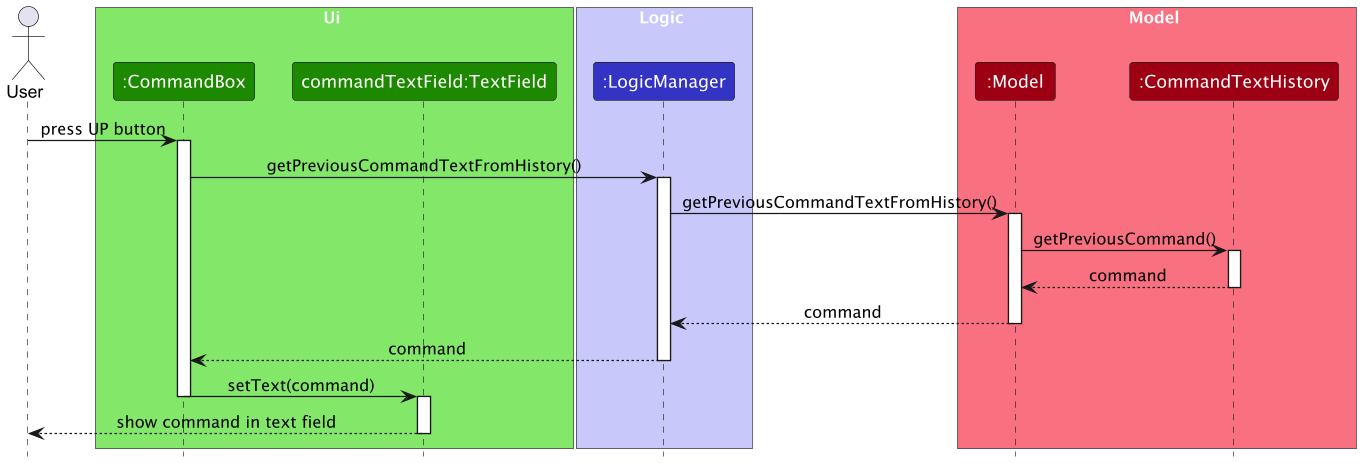 Ui
Logic
Model
User
:CommandBox
commandTextField:TextField
:LogicManager
:Model
:CommandTextHistory
press UP button
getPreviousCommandTextFromHistory()
getPreviousCommandTextFromHistory()
getPreviousCommand()
command
command
command
setText(command)
show command in text field